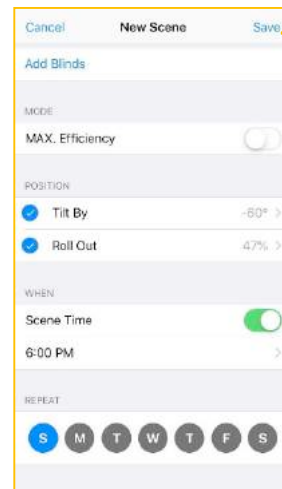 Cancel New Scene Save
Add Blinds
MODE
MAX. Efficiency
POSITION
Tilt By -60° >
Roll Out 47% >
WHEN
Scene Time
6:00 PM >
REPEAT
S M T W T F S